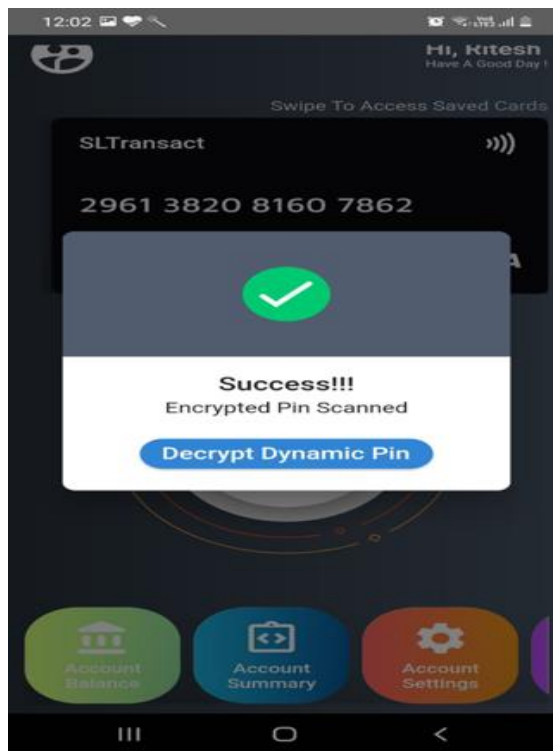 12:02
Hi, Ritesh
Have A Good Day !
Swipe To Access Saved Cards
SLTransact
2961 3820 8160 7862
A
Success!!!
Encrypted Pin Scanned
Decrypt Dynamic Pin
Account
Balance
Account
Summary
Account
Settings